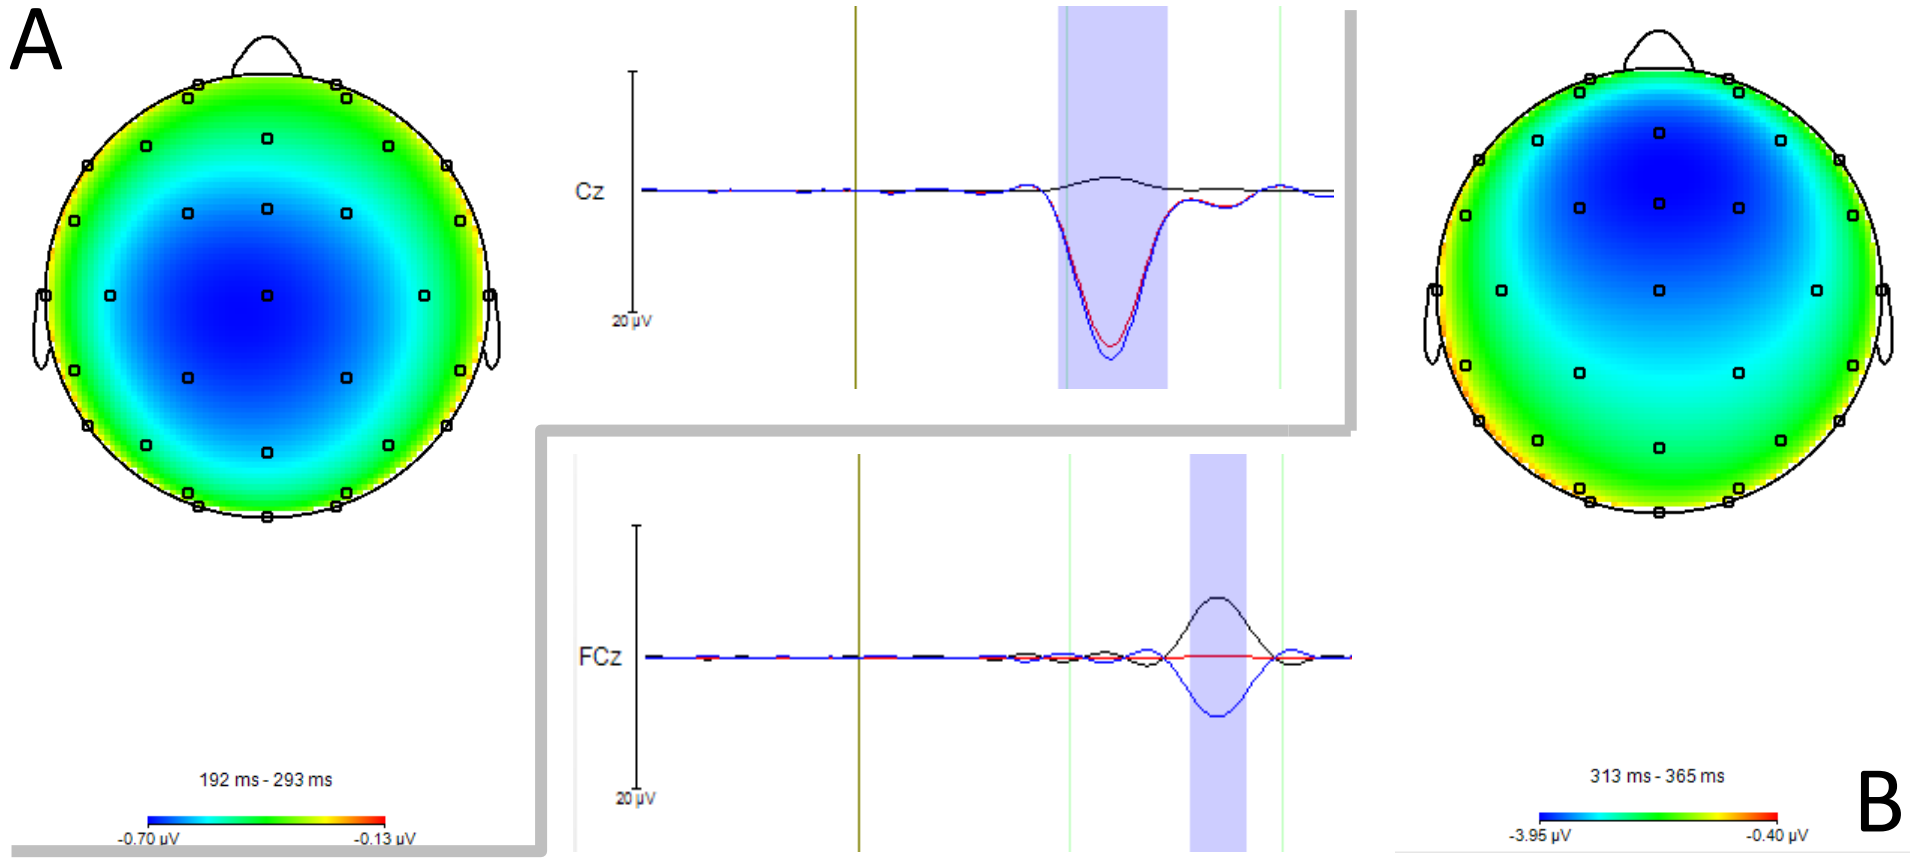 A
Cz
20 µV
192 ms - 293 ms
-0.70 µV
-0.13 µV
FCz
20 µV
313 ms - 365 ms
-3.95 µV
-0.40 µV
B